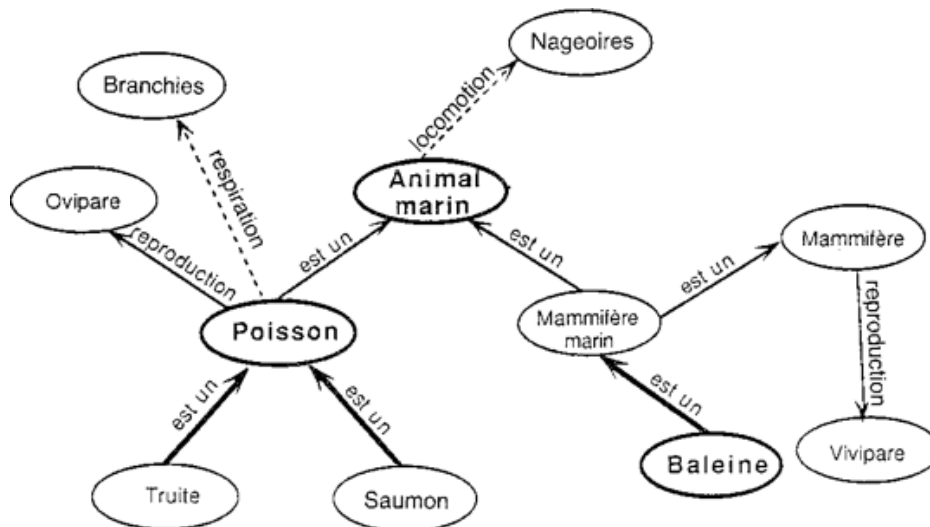 Nageoires
Branchies
locomotion
respiration
Animal
marin
Ovipare
reproduction
est un
est un
Mammifère
est un
Poisson
Mammifère
marin
reproduction
est un
est un
est un
Baleine
Vivipare
Truite
Saumon